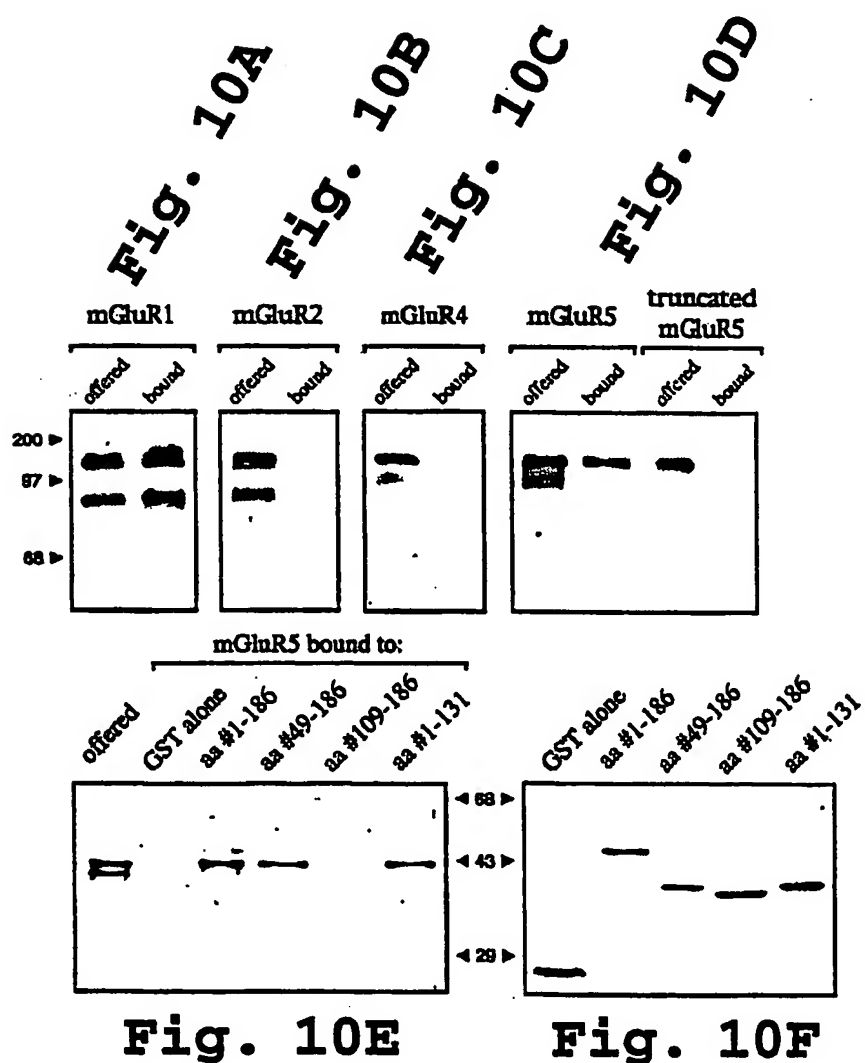 Fig. 10A
Fig. 10B
Fig. 10C
Fig. 10D
mGluR1
mGluR2
mGluR4
mGluR5
truncated
mGluR5
offered
bound
offered
bound
offered
bound
offered
bound
offered
bound
200
97
68
mGluR5 bound to:
offered
GST alone
aa #1-186
aa #49-186
aa #109-186
aa #1-131
GST alone
aa #1-186
aa #49-186
aa #109-186
aa #1-131
68
43
29
Fig. 10E
Fig. 10F